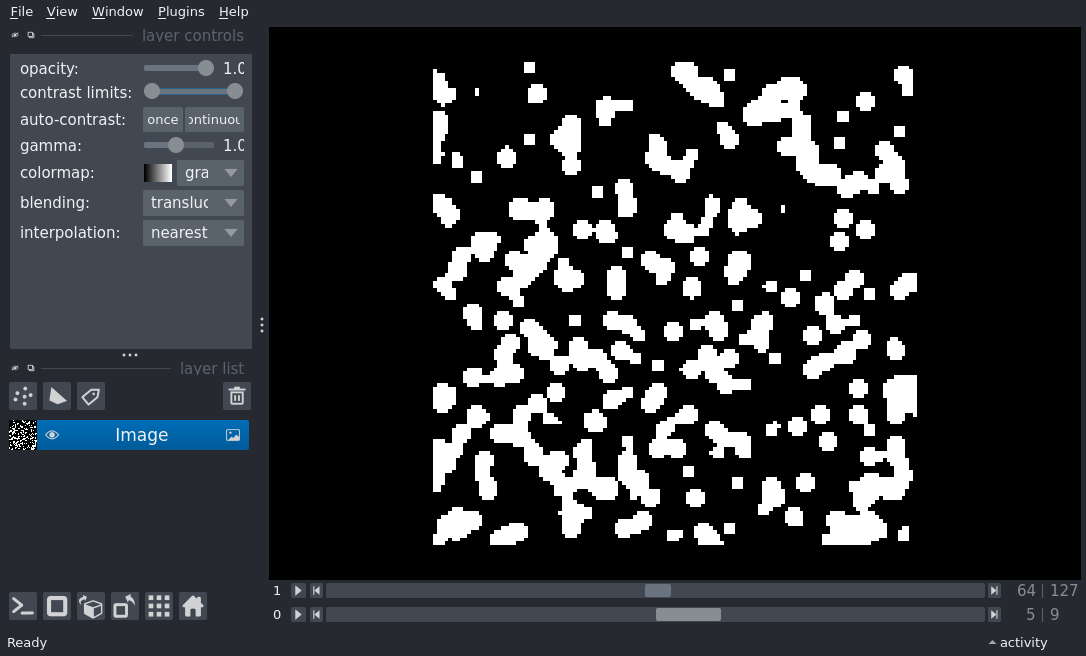 File View Window Plugins Help
layer controls
opacity: 1.0
contrast limits:
auto-contrast: once ontinuou
gamma: 1.0
colormap: gra
blending: transluc
interpolation: nearest
layer list
Image
1 64 | 127
0 5 | 9
Ready activity